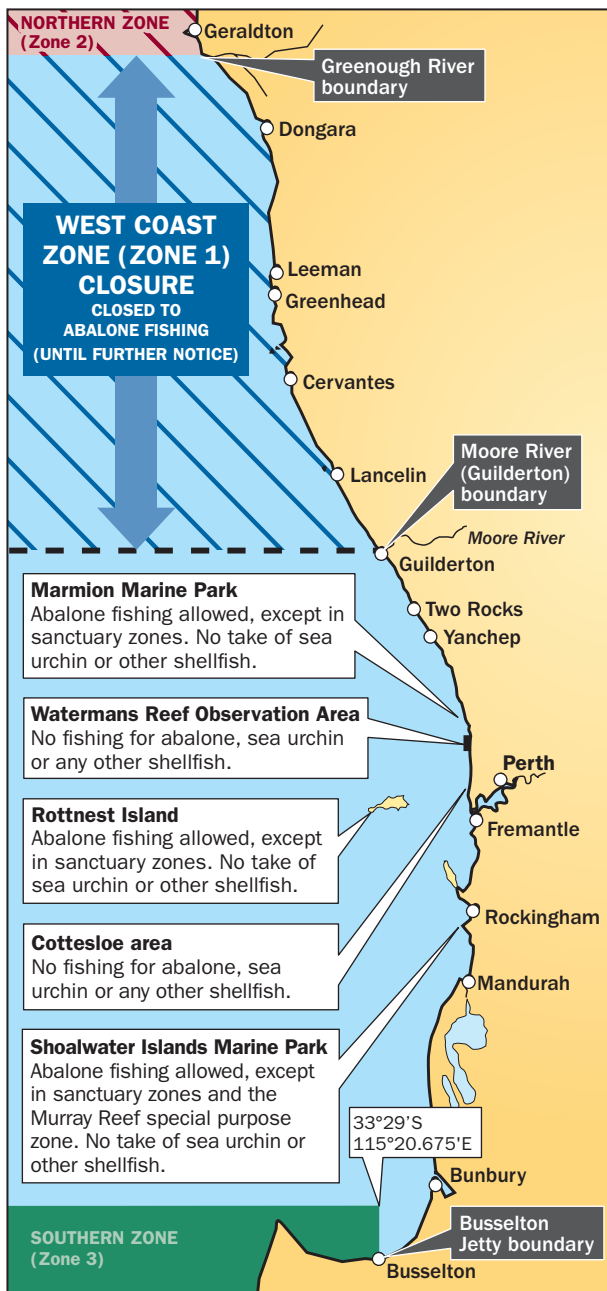 NORTHERN ZONE
(Zone 2)
Geraldton
Greenough River
boundary
Dongara
WEST COAST
ZONE (ZONE 1)
CLOSURE
CLOSED TO
ABALONE FISHING
(UNTIL FURTHER NOTICE)
Leeman
Greenhead
Cervantes
Lancelin
Moore River
(Guilderton)
boundary
Moore River
Guilderton
Marmion Marine Park
Abalone fishing allowed, except in
sanctuary zones. No take of sea
urchin or other shellfish.
Two Rocks
Yanchep
Watermans Reef Observation Area
No fishing for abalone, sea urchin
or any other shellfish.
Perth
Rottnest Island
Abalone fishing allowed, except
in sanctuary zones. No take of
sea urchin or other shellfish.
Fremantle
Rockingham
Cottesloe area
No fishing for abalone, sea
urchin or any other shellfish.
Mandurah
Shoalwater Islands Marine Park
Abalone fishing allowed, except
in sanctuary zones and the
Murray Reef special purpose
zone. No take of sea urchin or
other shellfish.
33°29’S
115°20.675'E
Bunbury
SOUTHERN ZONE
(Zone 3)
Busselton
Jetty boundary
Busselton